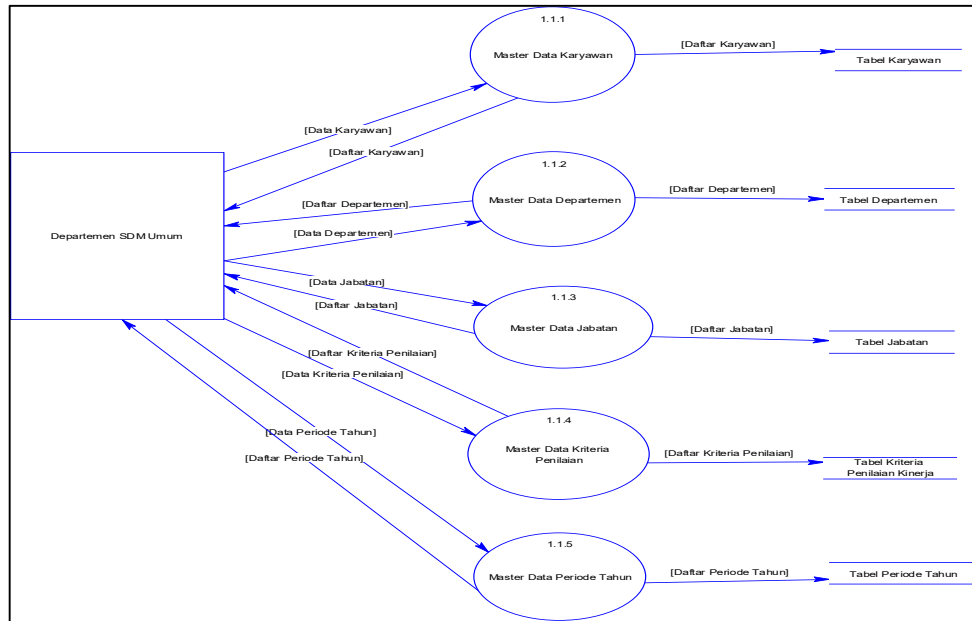 1.1.1
Master Data Karyawan
[Daftar Karyawan]
Tabel Karyawan
[Data Karyawan]
[Daftar Karyawan]
1.1.2
Master Data Departemen
[Daftar Departemen]
Tabel Departemen
[Daftar Departemen]
[Data Departemen]
Departemen SDM Umum
[Data Jabatan]
[Daftar Jabatan]
1.1.3
Master Data Jabatan
[Daftar Jabatan]
Tabel Jabatan
[Daftar Kriteria Penilaian]
[Data Kriteria Penilaian]
1.1.4
Master Data Kriteria
Penilaian
[Daftar Kriteria Penilaian]
Tabel Kriteria
Penilaian Kinerja
[Data Periode Tahun]
[Daftar Periode Tahun]
1.1.5
Master Data Periode Tahun
[Daftar Periode Tahun]
Tabel Periode Tahun